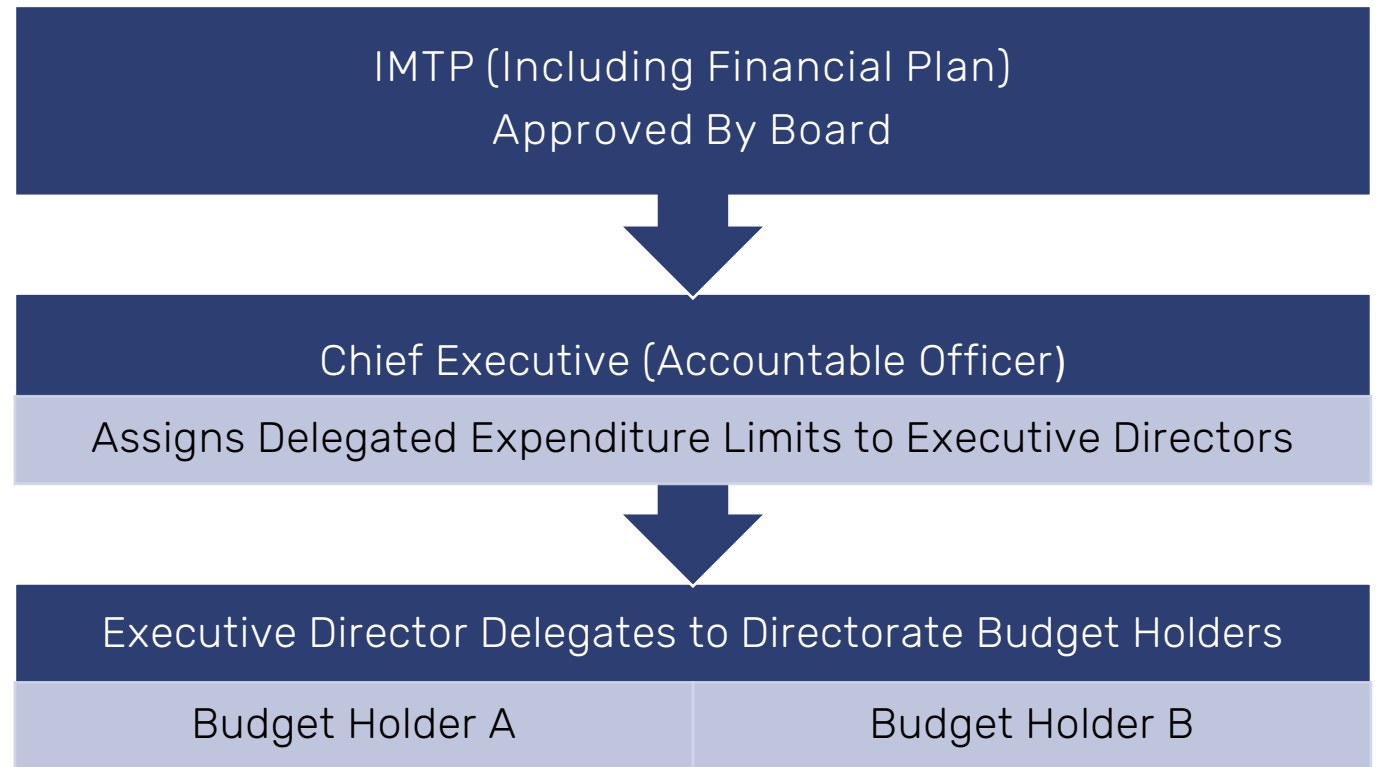 IMTP (Including Financial Plan)
Approved By Board
Chief Executive (Accountable Officer)
Assigns Delegated Expenditure Limits to Executive Directors
Executive Director Delegates to Directorate Budget Holders
Budget Holder A
Budget Holder B